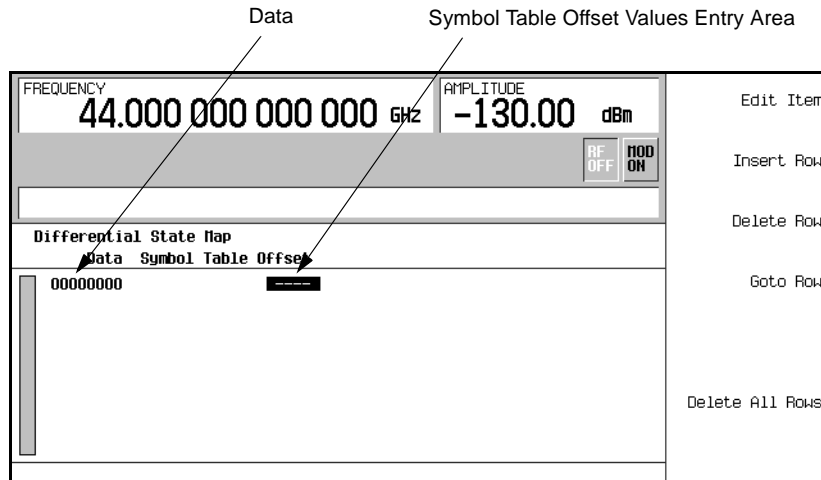 Data
Symbol Table Offset Values Entry Area
FREQUENCY
44.000 000 000 000 GHz
AMPLITUDE
-130.00 dBm
RF OFF
MOD ON
Differential State Map
Data Symbol Table Offset
00000000 ----
Edit Item
Insert Row
Delete Row
Goto Row
Delete All Rows